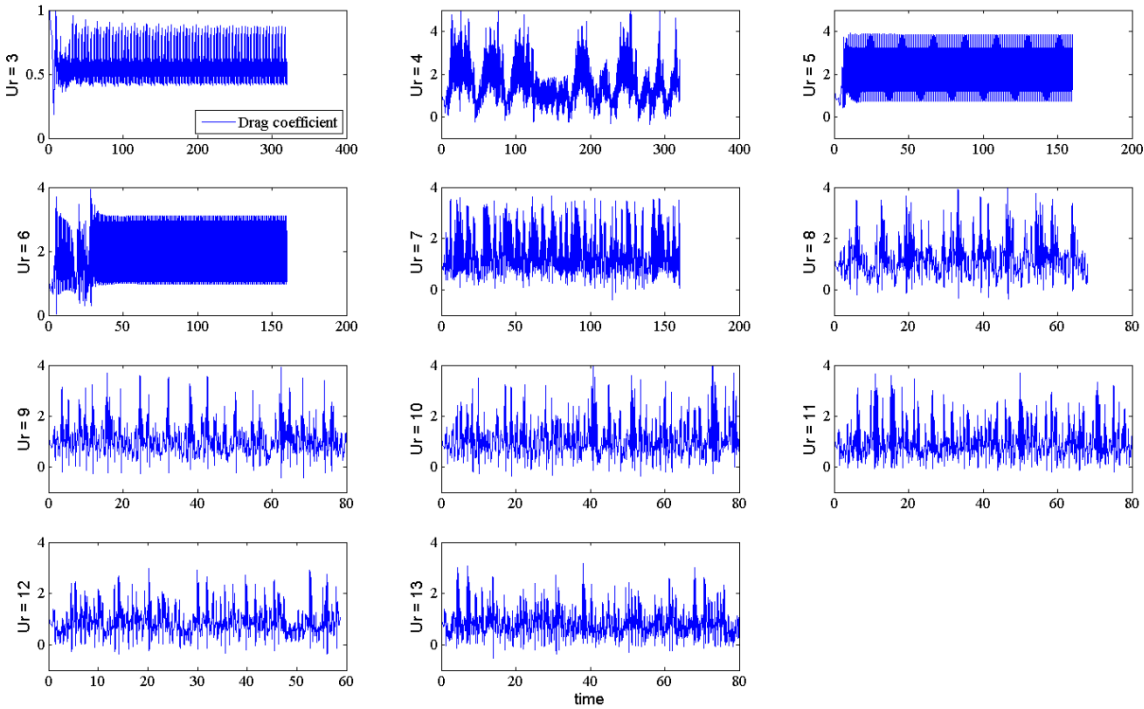 1
0.5
0
Ur = 3
Drag coefficient
0 100 200 300 400
4
2
0
Ur = 4
0 100 200 300 400
4
2
0
Ur = 5
0 50 100 150 200
4
2
0
Ur = 6
0 50 100 150 200
4
2
0
Ur = 7
0 50 100 150 200
4
2
0
Ur = 8
0 20 40 60 80
4
2
0
Ur = 9
0 20 40 60 80
4
2
0
Ur = 10
0 20 40 60 80
4
2
0
Ur = 11
0 20 40 60 80
4
2
0
Ur = 12
0 10 20 30 40 50 60
4
2
0
Ur = 13
0 20 40 60 80
time